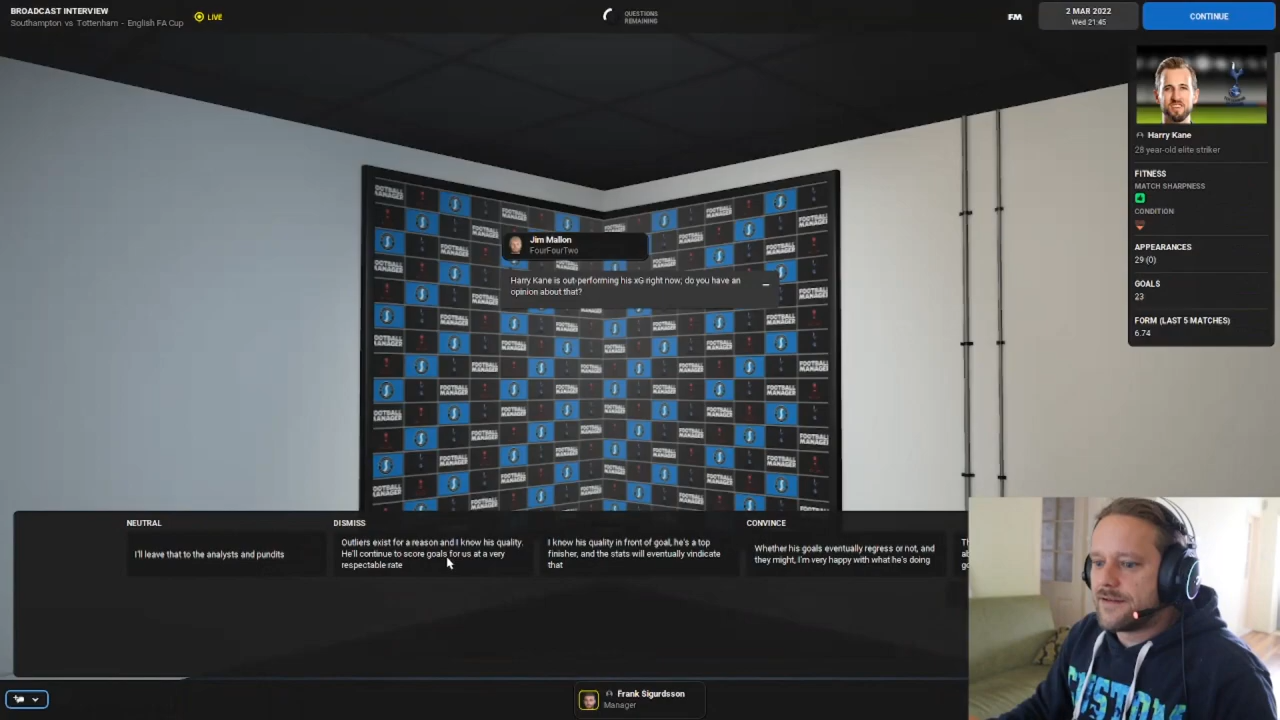 BROADCAST INTERVIEW
Southampton vs Tottenham - English FA Cup
LIVE
QUESTIONS
REMAINING
FM
2 MAR 2022
Wed 21:45
CONTINUE
Harry Kane
28 year-old elite striker
FITNESS
MATCH SHARPNESS
CONDITION
APPEARANCES
29 (0)
GOALS
23
FORM (LAST 5 MATCHES)
6.74
FOOTBALL
MANAGER
Jim Mallon
FourFourTwo
Harry Kane is out-performing his xG right now; do you have an
opinion about that?
NEUTRAL
I'll leave that to the analysts and pundits
DISMISS
Outliers exist for a reason and I know his quality.
He'll continue to score goals for us at a very
respectable rate
I know his quality in front of goal, he's a top
finisher, and the stats will eventually vindicate
that
CONVINCE
Whether his goals eventually regress or not, and
they might, I'm very happy with what he's doing
Frank Sigurdsson
Manager
CUSTOM